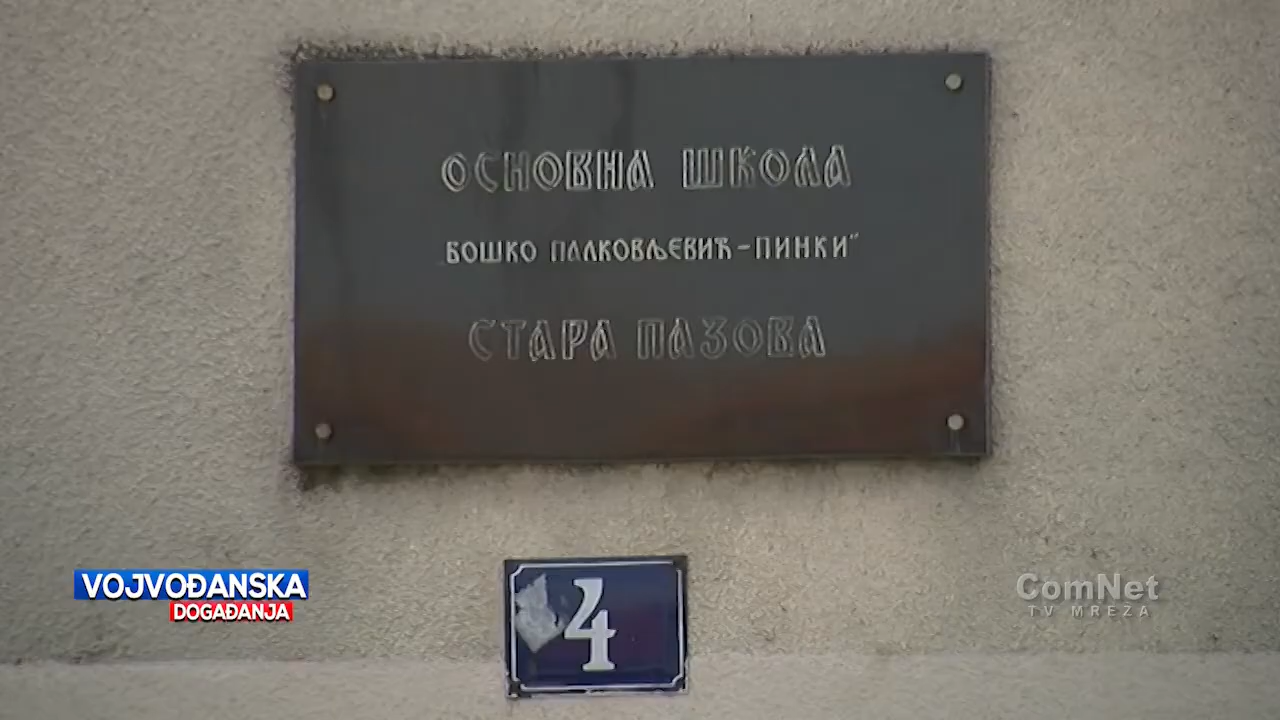 ОСНОВНА ШКОЛА
„БОШКО ПАЛКОВЉЕВИЋ-ПИНКИ"
СТАРА ПАЗОВА
VOJVOĐANSKA
DOGAĐANJA
4
ComNet
TV MREZA